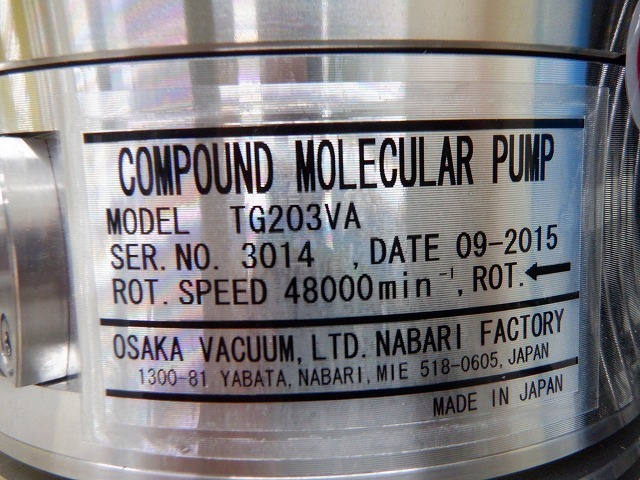 COMPOUND MOLECULAR PUMP
MODEL TG203VA
SER. NO. 3014 , DATE 09-2015
ROT. SPEED 48000min⁻¹, ROT.←
OSAKA VACUUM, LTD. NABARI FACTORY
1300-81 YABATA, NABARI, MIE 518-0605, JAPAN
MADE IN JAPAN